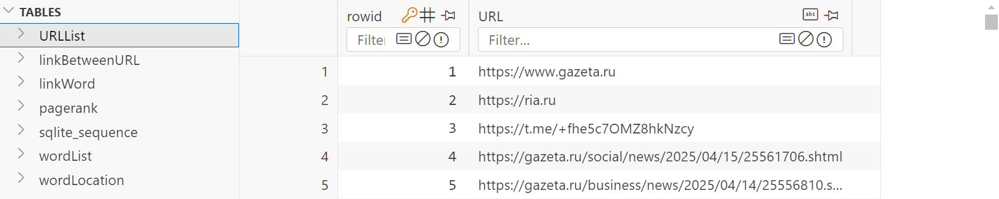 TABLES
URLList
linkBetweenURL
linkWord
pagerank
sqlite_sequence
wordList
wordLocation
rowid URL
Filter Filter...
1 1 https://www.gazeta.ru
2 2 https://ria.ru
3 3 https://t.me/+fhe5c7OMZ8hkNzcy
4 4 https://gazeta.ru/social/news/2025/04/15/25561706.shtml
5 5 https://gazeta.ru/business/news/2025/04/14/25556810.s...